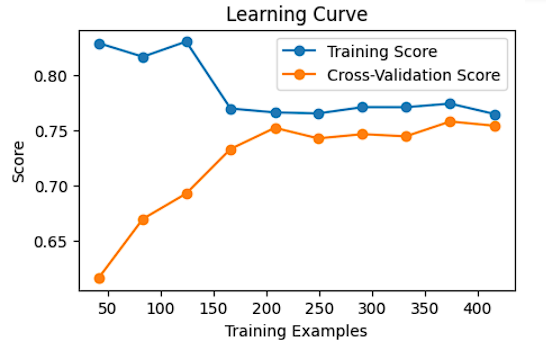 Learning Curve
Training Score
Cross-Validation Score
0.80
0.75
0.70
0.65
Score
50 100 150 200 250 300 350 400
Training Examples